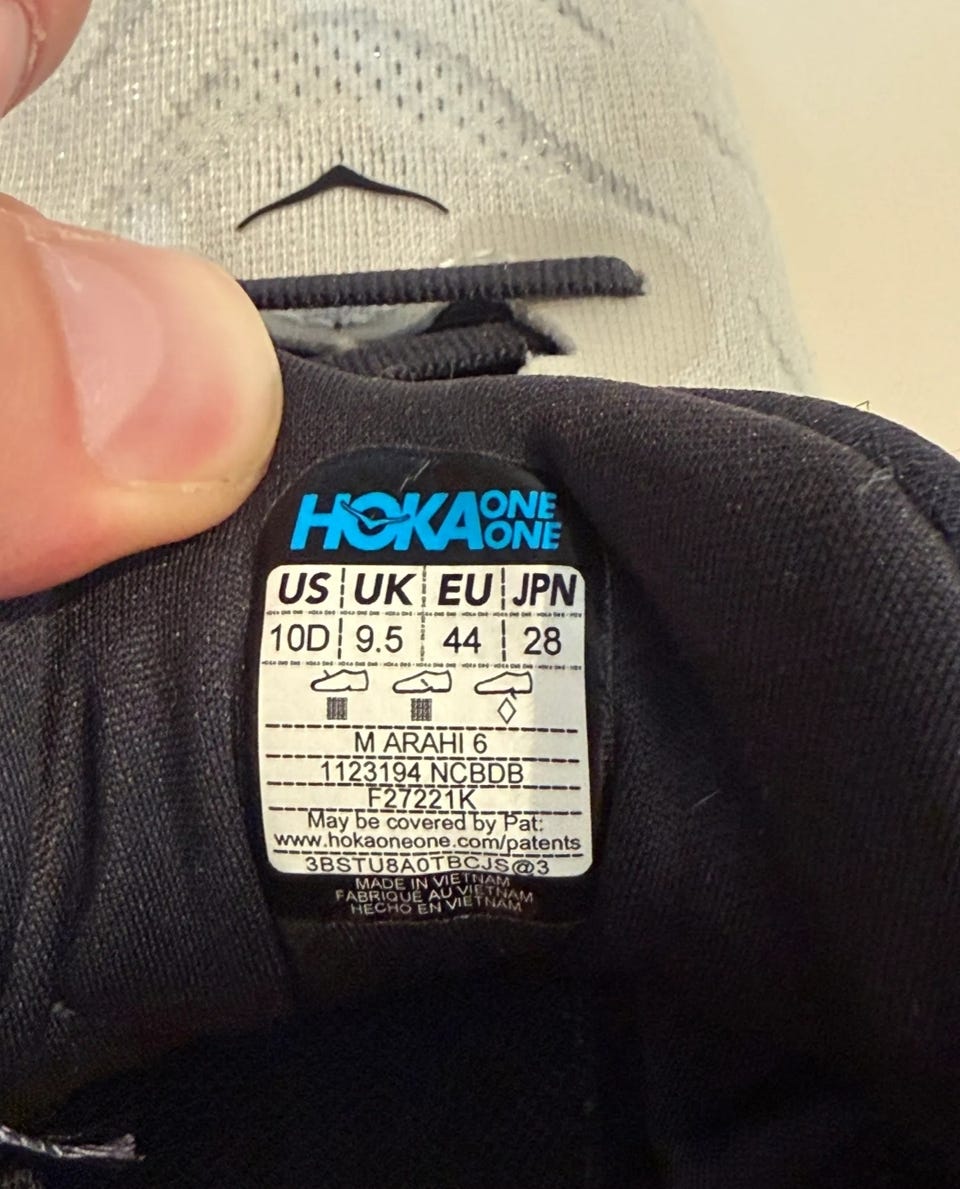 HOKA ONE ONE
US UK EU JPN
10D 9.5 44 28
M ARAHI 6
1123194 NCBDB
F27221K
May be covered by Pat:
www.hokaoneone.com/patents
3BSTU8A0TBCJS@3
MADE IN VIETNAM
FABRIQUÉ AU VIETNAM
HECHO EN VIETNAM